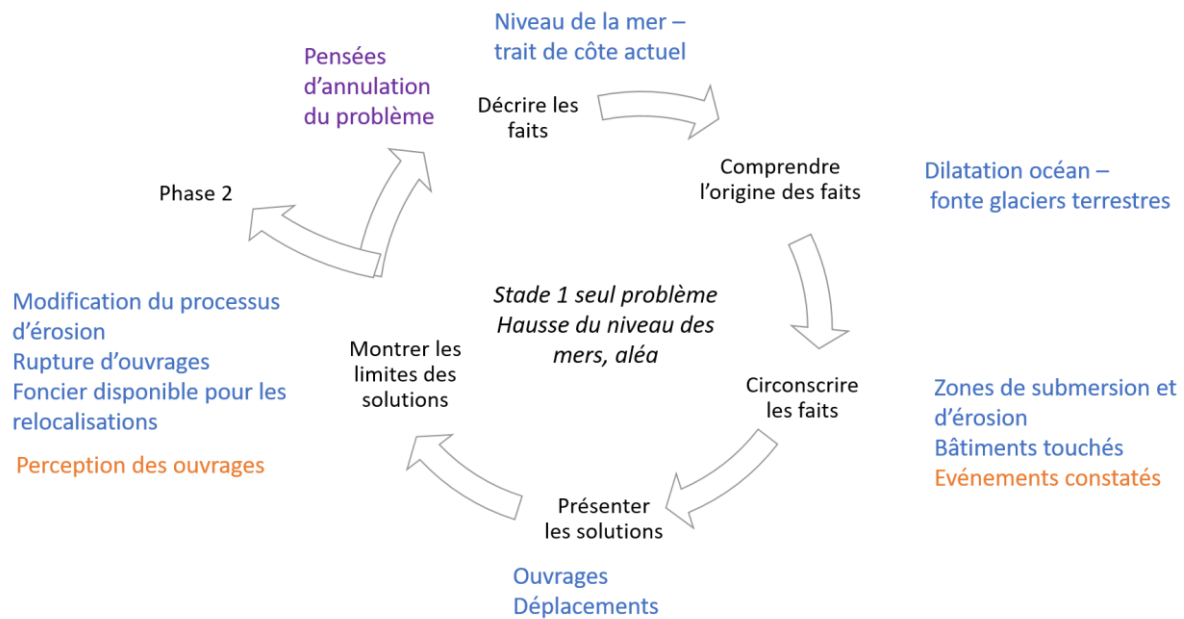 Niveau de la mer –
trait de côte actuel
Pensées
d’annulation
du problème
Décrire les
faits
Comprendre
l’origine des faits
Dilatation océan –
fonte glaciers terrestres
Phase 2
Stade 1 seul problème
Hausse du niveau des
mers, aléa
Modification du processus
d’érosion
Rupture d’ouvrages
Foncier disponible pour les
relocalisations
Perception des ouvrages
Montrer les
limites des
solutions
Circonscrire
les faits
Zones de submersion et
d’érosion
Bâtiments touchés
Evénements constatés
Présenter
les solutions
Ouvrages
Déplacements